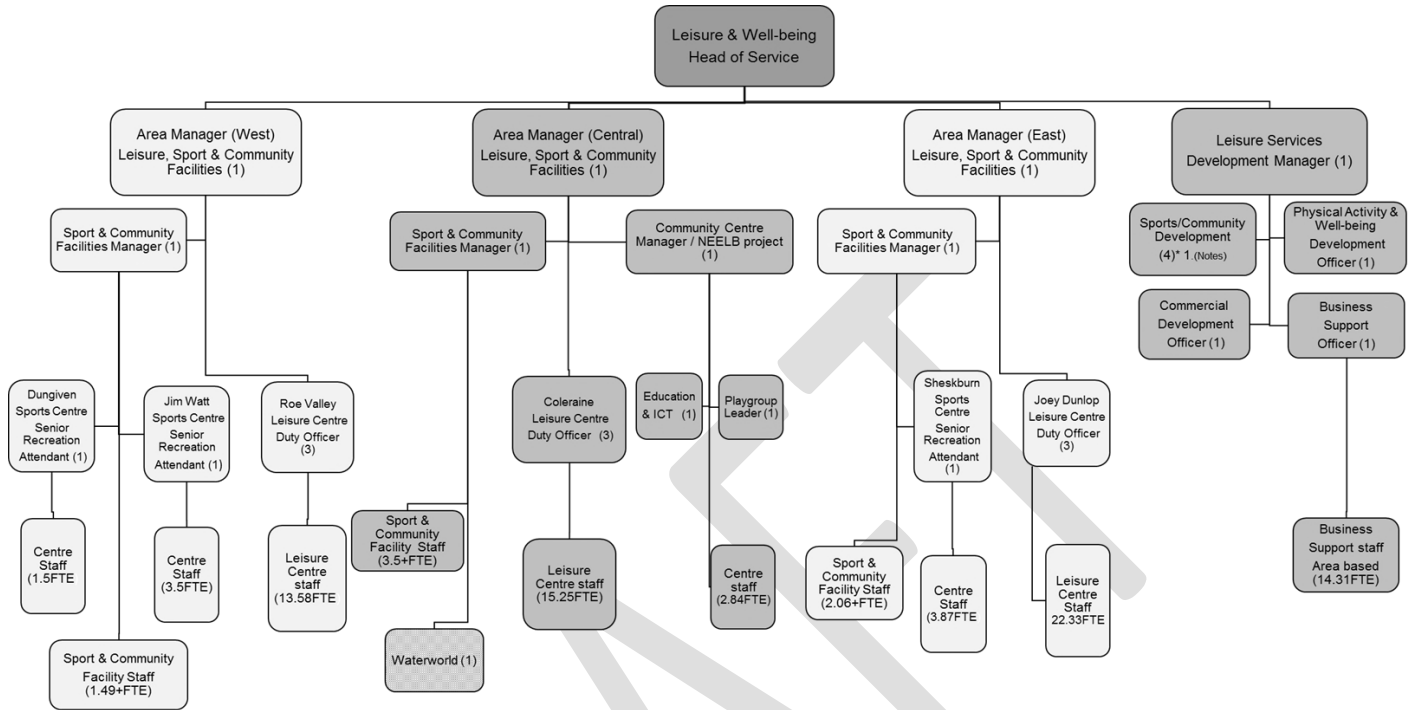 Leisure & Well-being
Head of Service
Area Manager (West)
Leisure, Sport & Community
Facilities (1)
Area Manager (Central)
Leisure, Sport & Community
Facilities (1)
Area Manager (East)
Leisure, Sport & Community
Facilities (1)
Leisure Services
Development Manager (1)
Sport & Community
Facilities Manager (1)
Sport & Community
Facilities Manager (1)
Community Centre
Manager / NEELB project
(1)
Sport & Community
Facilities Manager (1)
Sports/Community
Development
(4)* 1.(Notes)
Physical Activity &
Well-being
Development
Officer (1)
Commercial
Development
Officer (1)
Business
Support
Officer (1)
Dungiven
Sports Centre
Senior
Recreation
Attendant (1)
Jim Watt
Sports Centre
Senior
Recreation
Attendant (1)
Roe Valley
Leisure Centre
Duty Officer
(3)
Coleraine
Leisure Centre
Duty Officer (3)
Education
& ICT (1)
Playgroup
Leader (1)
Sheskburn
Sports
Centre
Senior
Recreation
Attendant
(1)
Joey Dunlop
Leisure Centre
Duty Officer
(3)
Centre
Staff
(1.5FTE
Centre
Staff
(3.5FTE)
Leisure
Centre
staff
(13.58FTE)
Sport &
Community
Facility Staff
(3.5+FTE)
Leisure
Centre staff
(15.25FTE)
Centre
staff
(2.84FTE)
Sport &
Community
Facility Staff
(2.06+FTE)
Centre
Staff
(3.87FTE
Leisure
Centre
Staff
22.33FTE
Business
Support staff
Area based
(14.31FTE)
Sport & Community
Facility Staff
(1.49+FTE)
Waterworld (1)